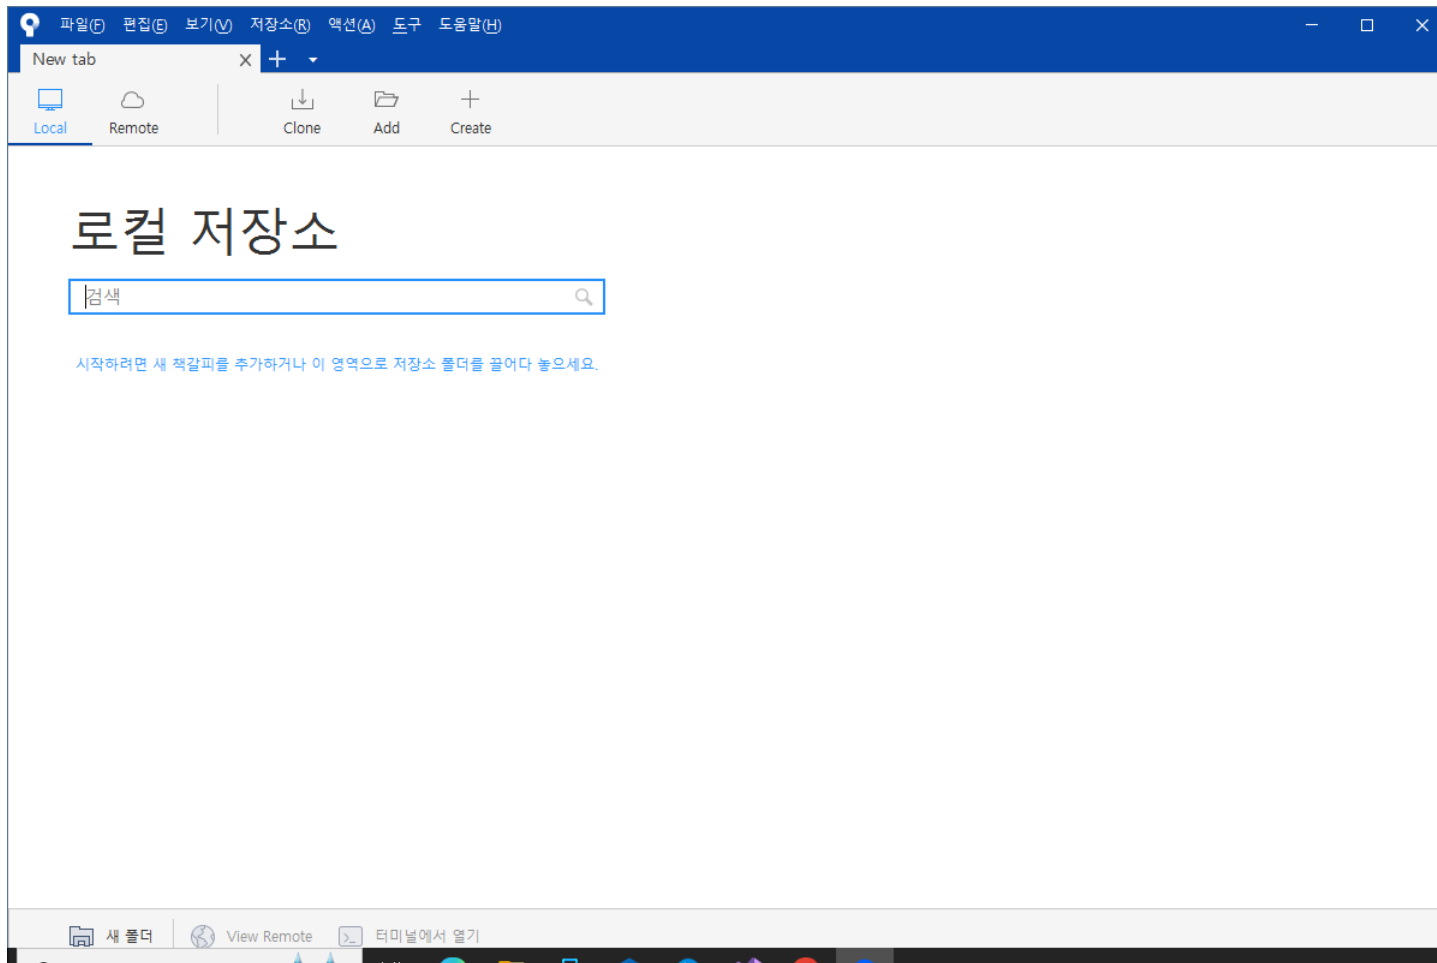 파일(F) 편집(E) 보기(V) 저장소(R) 액션(A) 도구 도움말(H)
New tab
Local Remote Clone Add Create
로컬 저장소
검색
시작하려면 새 책갈피를 추가하거나 이 영역으로 저장소 폴더를 끌어다 놓으세요.
새 폴더 View Remote 터미널에서 열기